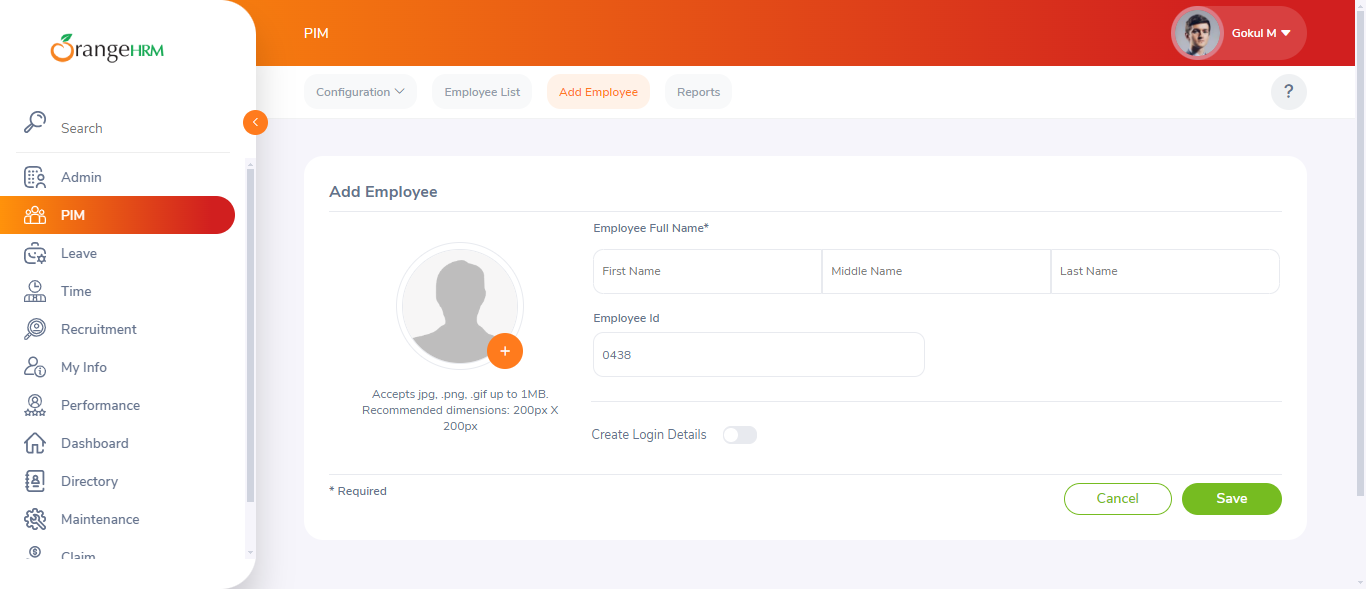 OrangeHRM
Search
Admin
PIM
Leave
Time
Recruitment
My Info
Performance
Dashboard
Directory
Maintenance
Claim
PIM
Gokul M
Configuration
Employee List
Add Employee
Reports
?
Add Employee
Accepts jpg, .png, .gif up to 1MB.
Recommended dimensions: 200px X
200px
Employee Full Name*
First Name
Middle Name
Last Name
Employee Id
0438
Create Login Details
* Required
Cancel
Save